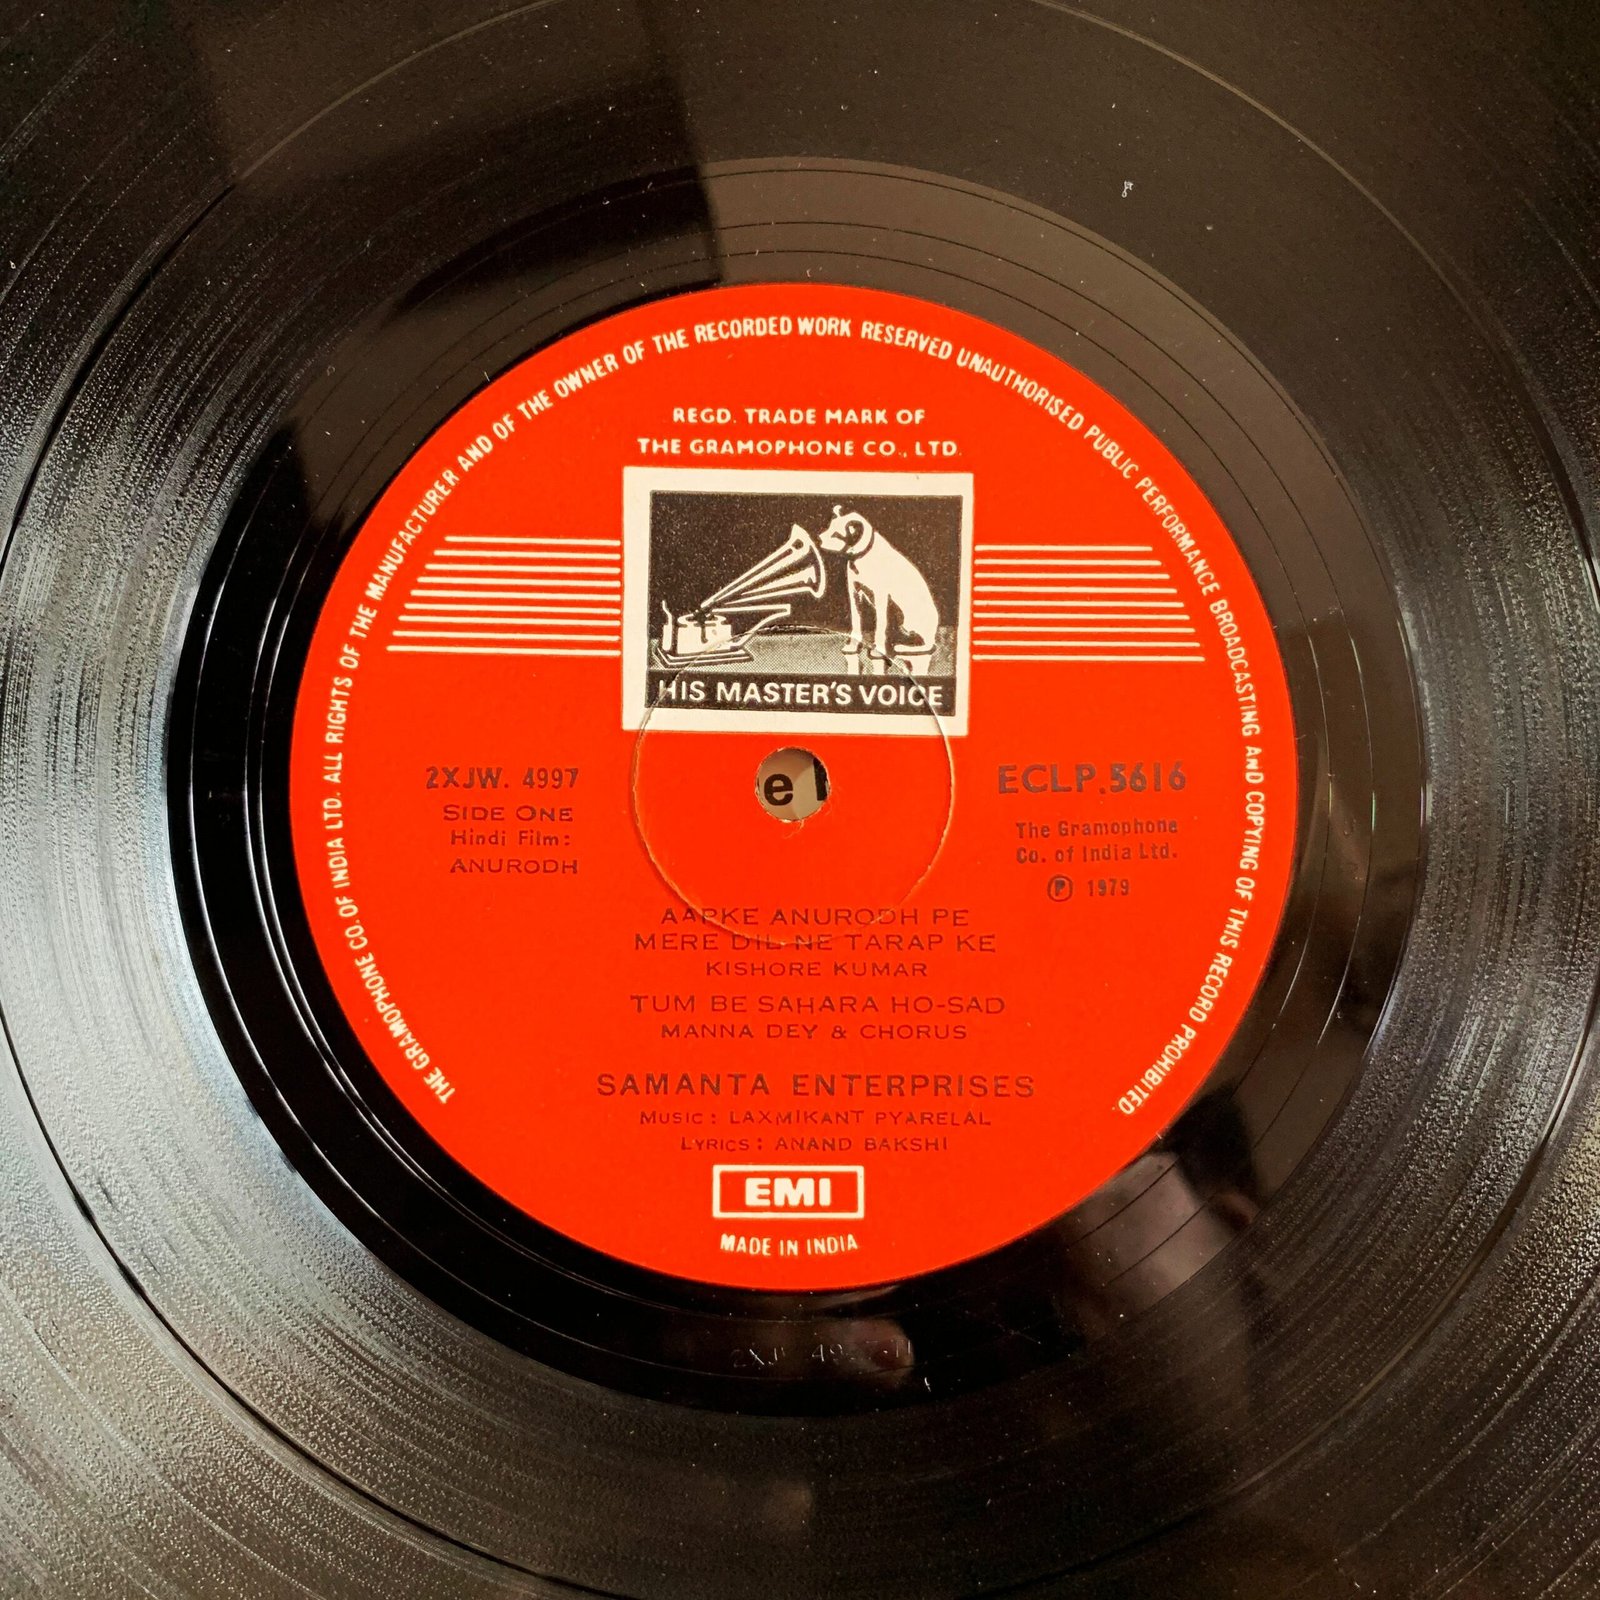 THE GRAMOPHONE CO. OF INDIA LTD. ALL RIGHTS OF THE MANUFACTURER AND OF THE OWNER OF THE RECORDED WORK RESERVED UNAUTHORISED PUBLIC PERFORMANCE BROADCASTING AND COPYING OF THIS RECORD PROHIBITED.
REGD. TRADE MARK OF
THE GRAMOPHONE CO., LTD.
HIS MASTER'S VOICE
2XJW. 4997
SIDE ONE
Hindi Film:
ANURODH
ECLP.5616
The Gramophone
Co. of India Ltd.
Ⓟ 1979
AAPKE ANURODH PE
MERE DIL NE TARAP KE
KISHORE KUMAR
TUM BE SAHARA HO-SAD
MANNA DEY & CHORUS
SAMANTA ENTERPRISES
MUSIC: LAXMIKANT PYARELAL
LYRICS: ANAND BAKSHI
EMI
MADE IN INDIA